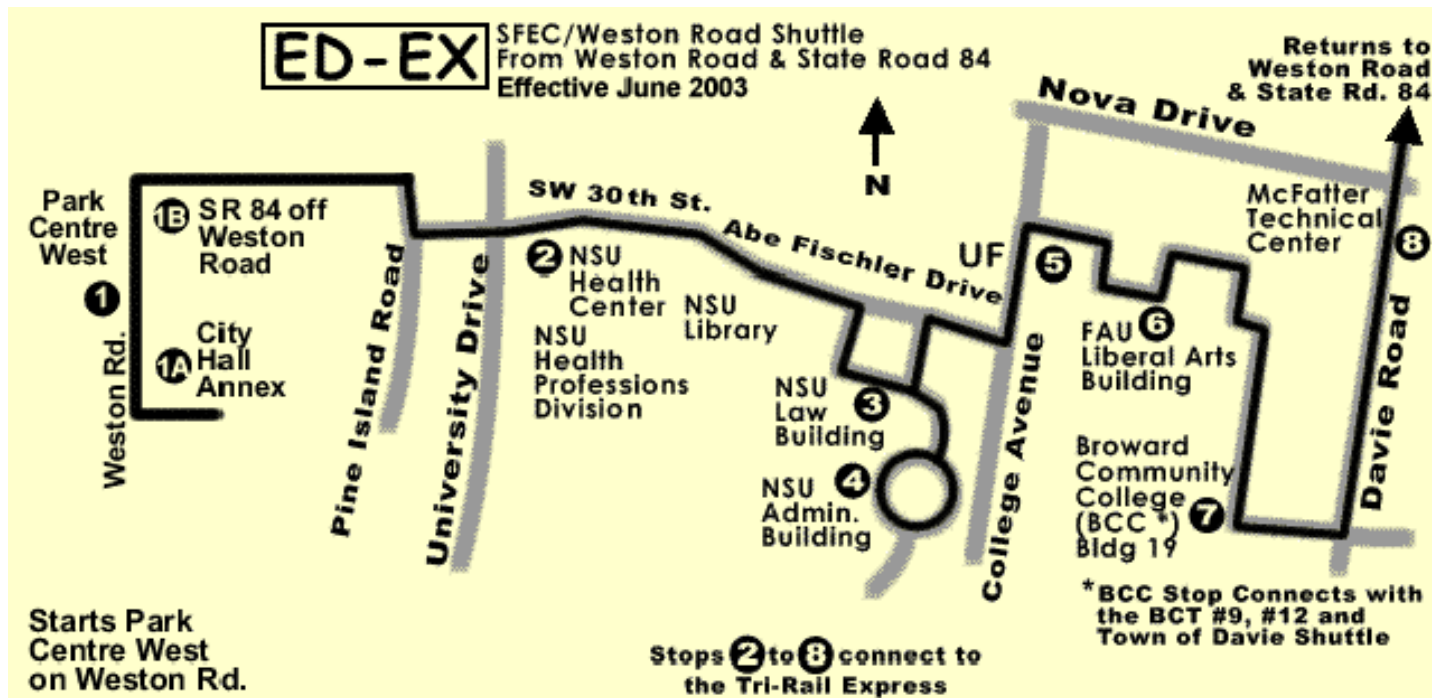 ED-EX
SFEC/Weston Road Shuttle
From Weston Road & State Road 84
Effective June 2003
Returns to
Weston Road
& State Rd. 84
Nova Drive
N
Park
Centre
West
1
Weston Rd.
1B SR 84 off
Weston
Road
1A City
Hall
Annex
Pine Island Road
University Drive
SW 30th St.
Abe Fischler Drive
2 NSU
Health
Center
NSU
Health
Professions
Division
NSU
Library
NSU
Law
Building
3
NSU
Admin.
Building
4
UF
5
College Avenue
FAU 6
Liberal Arts
Building
McFatter
Technical
Center
8
Davie Road
Broward
Community
College
(BCC *) 7
Bldg 19
*BCC Stop Connects with
the BCT #9, #12 and
Town of Davie Shuttle
Starts Park
Centre West
on Weston Rd.
Stops 2 to 8 connect to
the Tri-Rail Express